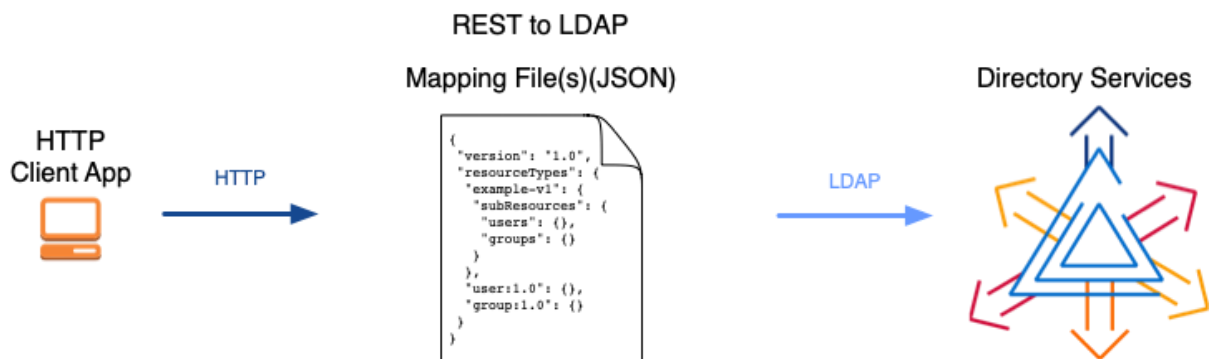 REST to LDAP
Mapping File(s)(JSON)
Directory Services
HTTP
Client App
HTTP
{
"version": "1.0",
"resourceTypes": {
"example-v1": {
"subResources": {
"users": {},
"groups": {}
}
},
"user:1.0": {},
"group:1.0": {}
}
}
LDAP